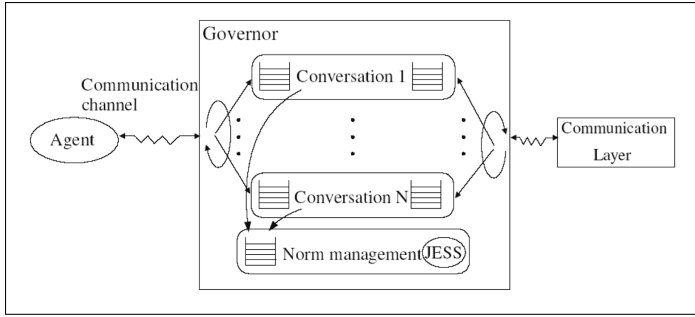 Governor
Communication
channel
Agent
Conversation 1
Conversation N
Norm management
JESS
Communication
Layer